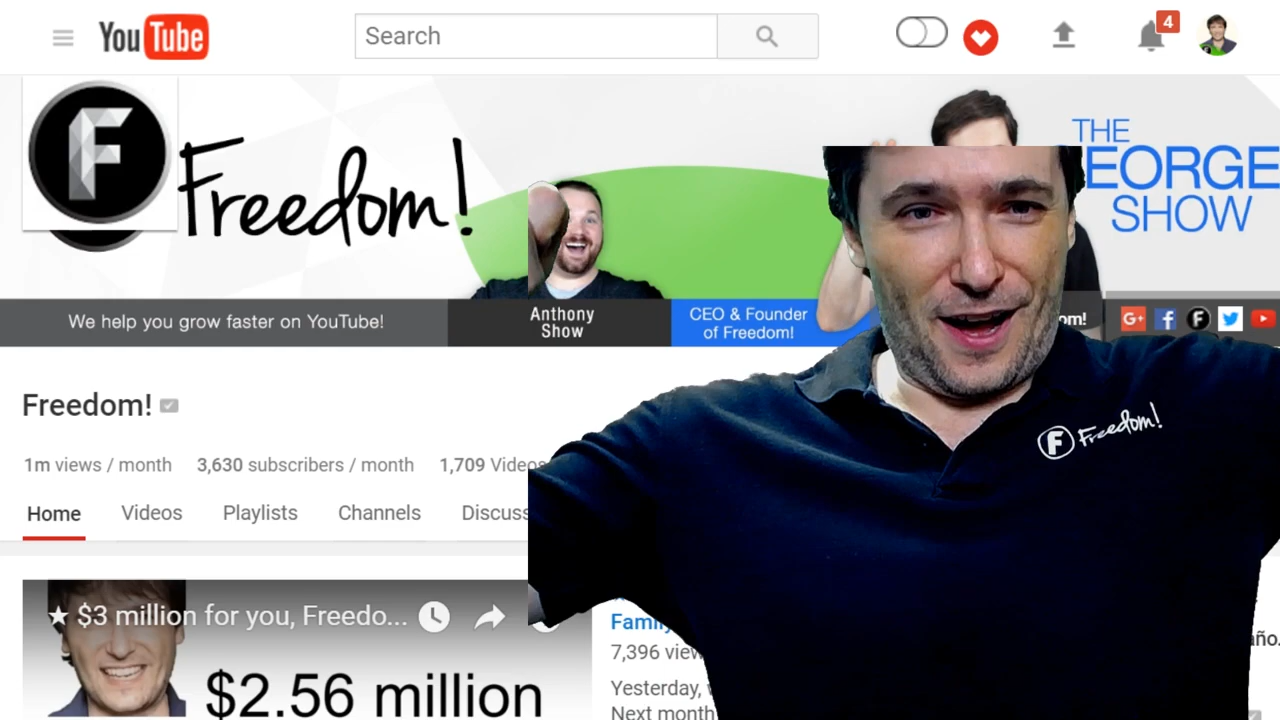 YouTube
Search
4
F
Freedom!
THE
EORGE
SHOW
We help you grow faster on YouTube!
Anthony
Show
CEO & Founder
of Freedom!
om!
G+
f
F
Freedom!
1m views / month
3,630 subscribers / month
1,709 Videos
F Freedom!
Home
Videos
Playlists
Channels
Discuss
★ $3 million for you, Freedo...
$2.56 million
Family
7,396 view
Yesterday,
Next month
año.